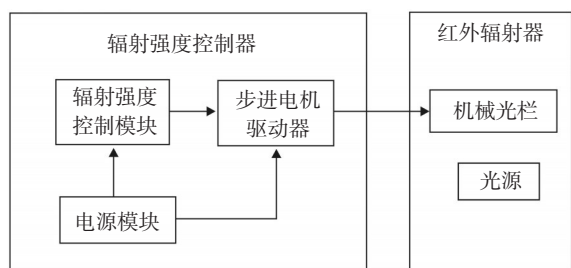 辐射强度控制器
辐射强度
控制模块
步进电机
驱动器
电源模块
红外辐射器
机械光栏
光源